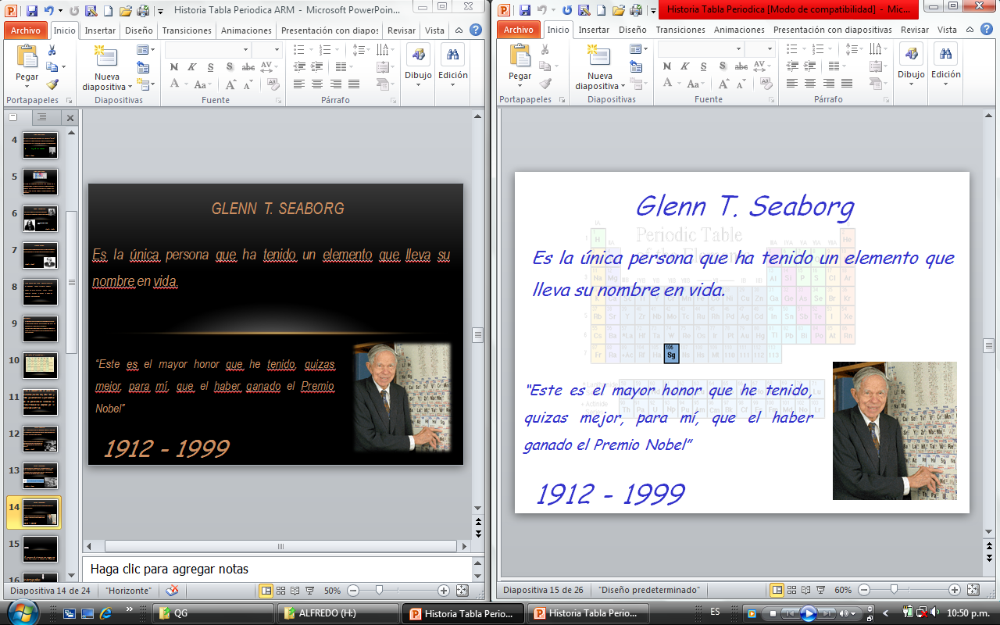 Historia Tabla Periodica ARM - Microsoft PowerPoin...
Archivo Inicio Insertar Diseño Transiciones Animaciones Presentación con diapos Revisar Vista
Pegar
Nueva diapositiva
Dibujo
Edición
Portapapeles Diapositivas Fuente Párrafo
4
5
6
7
8
9
10
11
12
13
14
15
16
GLENN T. SEABORG
Es la única persona que ha tenido un elemento que lleva su
nombre en vida.
“Este es el mayor honor que he tenido, quizas
mejor, para mí, que el haber ganado el Premio
Nobel”
1912 - 1999
Haga clic para agregar notas
Diapositiva 14 de 24 "Horizonte" 50%
Historia Tabla Periodica [Modo de compatibilidad] - Mic...
Archivo Inicio Insertar Diseño Transiciones Animaciones Presentación con diapositivas Revisar Vista
Pegar
Nueva diapositiva
Dibujo
Edición
Portapapeles Diapositivas Fuente Párrafo
Glenn T. Seaborg
Periodic Table
Es la única persona que ha tenido un elemento que
lleva su nombre en vida.
106
Sg
“Este es el mayor honor que he tenido,
quizas mejor, para mí, que el haber
ganado el Premio Nobel”
1912 - 1999
Diapositiva 15 de 26 "Diseño predeterminado" 60%
QG ALFREDO (H:) Historia Tabla Perio... Historia Tabla Perio... ES 10:50 p.m.